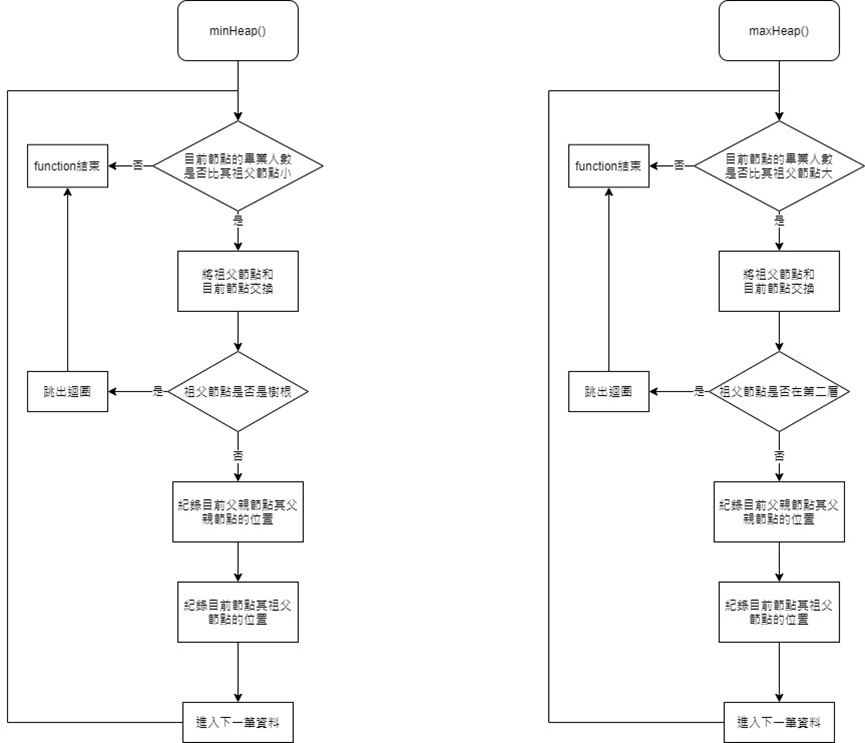 minHeap()
目前節點的畢業人數
是否比其祖父節點小
否
function結束
是
將祖父節點和
目前節點交換
祖父節點是否是樹根
是
跳出迴圈
否
紀錄目前父親節點其父
親節點的位置
紀錄目前節點其祖父
節點的位置
進入下一筆資料
maxHeap()
目前節點的畢業人數
是否比其祖父節點大
否
function結束
是
將祖父節點和
目前節點交換
祖父節點是否在第二層
是
跳出迴圈
否
紀錄目前父親節點其父
親節點的位置
紀錄目前節點其祖父
節點的位置
進入下一筆資料